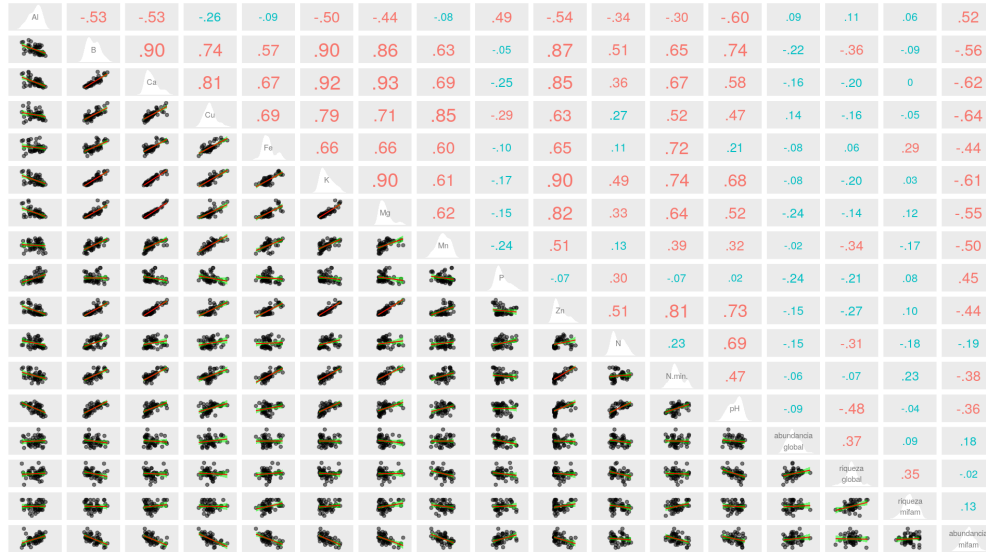 Al -.53 -.53 -.26 -.09 -.50 -.44 -.08 .49 -.54 -.34 -.30 -.60 .09 .11 .06 .52
B .90 .74 .57 .90 .86 .63 -.05 .87 .51 .65 .74 -.22 -.36 -.09 -.56
Ca .81 .67 .92 .93 .69 -.25 .85 .36 .67 .58 -.16 -.20 0 -.62
Cu .69 .79 .71 .85 -.29 .63 .27 .52 .47 .14 -.16 -.05 -.64
Fe .66 .66 .60 -.10 .65 .11 .72 .21 -.08 .06 .29 -.44
K .90 .61 -.17 .90 .49 .74 .68 -.08 -.20 .03 -.61
Mg .62 -.15 .82 .33 .64 .52 -.24 -.14 .12 -.55
Mn -.24 .51 .13 .39 .32 -.02 -.34 -.17 -.50
P -.07 .30 -.07 .02 -.24 -.21 .08 .45
Zn .51 .81 .73 -.15 -.27 .10 -.44
N .23 .69 -.15 -.31 -.18 -.19
N.min. .47 -.06 -.07 .23 -.38
pH -.09 -.48 -.04 -.36
abundancia
global .37 .09 .18
riqueza
global .35 -.02
riqueza
mifam .13
abundancia
mifam